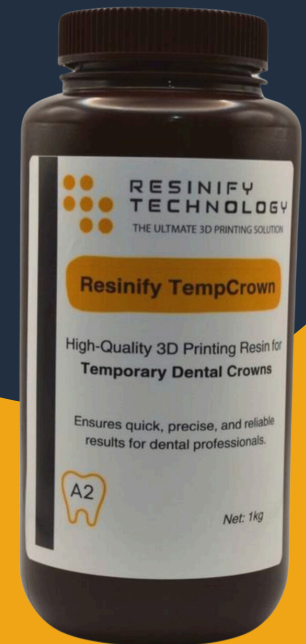 RESINIFY
TECHNOLOGY
THE ULTMATE 3D PRINTING SOLUTION
Resinify TempCrown
High-Quality 3D Printing Resin for
Temporary Dental Crowns
Ensures quick, precise, and reliable
results for dental professionals.
A2
Net: 1kg